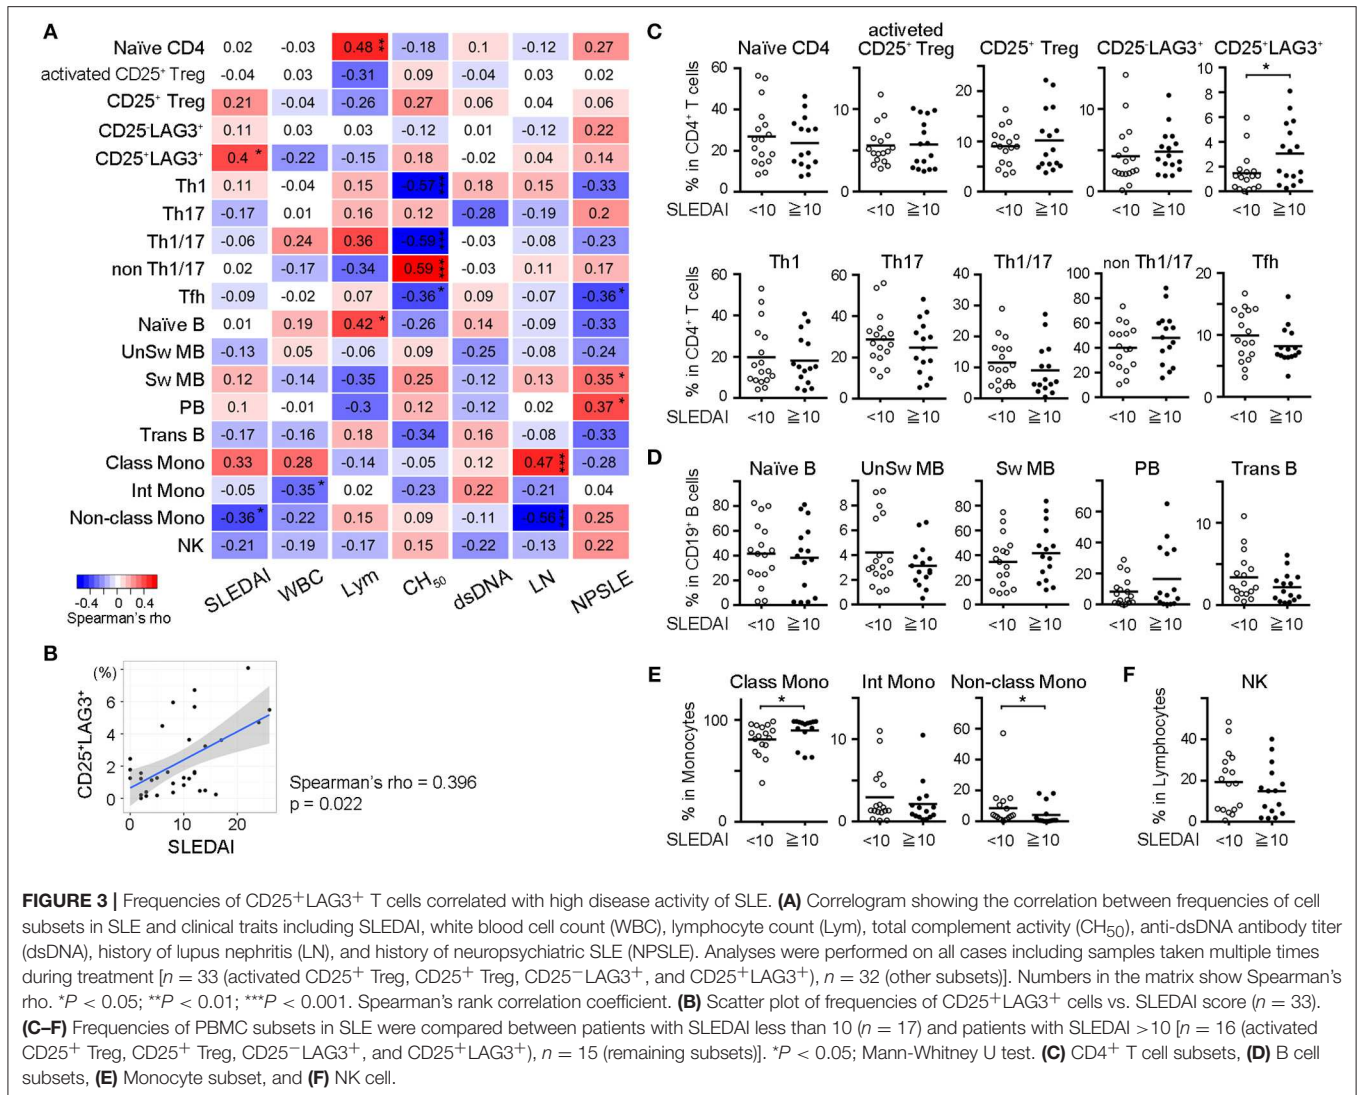 A
Naïve CD4 0.02 -0.03 0.48** -0.18 0.1 -0.12 0.27
activated CD25⁺ Treg -0.04 0.03 -0.31 0.09 -0.04 0.03 0.02
CD25⁺ Treg 0.21 -0.04 -0.26 0.27 0.06 0.04 0.06
CD25⁻LAG3⁺ 0.11 0.03 0.03 -0.12 0.01 -0.12 0.22
CD25⁺LAG3⁺ 0.4* -0.22 -0.15 0.18 -0.02 0.04 0.14
Th1 0.11 -0.04 0.15 -0.57*** 0.18 0.15 -0.33
Th17 -0.17 0.01 0.16 0.12 -0.28 -0.19 0.2
Th1/17 -0.06 0.24 0.36 -0.59*** -0.03 -0.08 -0.23
non Th1/17 0.02 -0.17 -0.34 0.59*** -0.03 0.11 0.17
Tfh -0.09 -0.02 0.07 -0.36* 0.09 -0.07 -0.36*
Naïve B 0.01 0.19 0.42* -0.26 0.14 -0.09 -0.33
UnSw MB -0.13 0.05 -0.06 0.09 -0.25 -0.08 -0.24
Sw MB 0.12 -0.14 -0.35 0.25 -0.12 0.13 0.35*
PB 0.1 -0.01 -0.3 0.12 -0.12 0.02 0.37*
Trans B -0.17 -0.16 0.18 -0.34 0.16 -0.08 -0.33
Class Mono 0.33 0.28 -0.14 -0.05 0.12 0.47*** -0.28
Int Mono -0.05 -0.35* 0.02 -0.23 0.22 -0.21 0.04
Non-class Mono -0.36* -0.22 0.15 0.09 -0.11 -0.56*** 0.25
NK -0.21 -0.19 -0.17 0.15 -0.22 -0.13 0.22
SLEDAI WBC Lym CH₅₀ dsDNA LN NPSLE
-0.4 0 0.4
Spearman's rho
B
(%)
CD25⁺LAG3⁺
8
6
4
2
0
0 10 20
SLEDAI
Spearman's rho = 0.396
p = 0.022
C
% in CD4⁺ T cells
Naïve CD4
60
40
20
0
activated
CD25⁺ Treg
10
0
CD25⁺ Treg
20
10
0
CD25⁻LAG3⁺
10
0
CD25⁺LAG3⁺
*
10
8
6
4
2
0
SLEDAI <10 ≧10 <10 ≧10 <10 ≧10 <10 ≧10 <10 ≧10
% in CD4⁺ T cells
Th1
60
40
20
0
Th17
60
40
20
0
Th1/17
40
30
20
10
0
non Th1/17
100
80
60
40
20
0
Tfh
20
10
0
SLEDAI <10 ≧10 <10 ≧10 <10 ≧10 <10 ≧10 <10 ≧10
D
% in CD19⁺ B cells
Naïve B
100
80
60
40
20
0
UnSw MB
10
8
6
4
2
0
Sw MB
100
80
60
40
20
0
PB
80
60
40
20
0
Trans B
10
0
SLEDAI <10 ≧10 <10 ≧10 <10 ≧10 <10 ≧10 <10 ≧10
E
% in Monocytes
Class Mono
*
100
50
0
Int Mono
10
0
Non-class Mono
*
80
60
40
20
0
SLEDAI <10 ≧10 <10 ≧10 <10 ≧10
F
% in Lymphocytes
NK
40
20
0
SLEDAI <10 ≧10
FIGURE 3 | Frequencies of CD25⁺LAG3⁺ T cells correlated with high disease activity of SLE. (A) Correlogram showing the correlation between frequencies of cell
subsets in SLE and clinical traits including SLEDAI, white blood cell count (WBC), lymphocyte count (Lym), total complement activity (CH₅₀), anti-dsDNA antibody titer
(dsDNA), history of lupus nephritis (LN), and history of neuropsychiatric SLE (NPSLE). Analyses were performed on all cases including samples taken multiple times
during treatment [n = 33 (activated CD25⁺ Treg, CD25⁺ Treg, CD25⁻LAG3⁺, and CD25⁺LAG3⁺), n = 32 (other subsets)]. Numbers in the matrix show Spearman's
rho. *P < 0.05; **P < 0.01; ***P < 0.001. Spearman's rank correlation coefficient. (B) Scatter plot of frequencies of CD25⁺LAG3⁺ cells vs. SLEDAI score (n = 33).
(C–F) Frequencies of PBMC subsets in SLE were compared between patients with SLEDAI less than 10 (n = 17) and patients with SLEDAI >10 [n = 16 (activated
CD25⁺ Treg, CD25⁺ Treg, CD25⁻LAG3⁺, and CD25⁺LAG3⁺), n = 15 (remaining subsets)]. *P < 0.05; Mann-Whitney U test. (C) CD4⁺ T cell subsets, (D) B cell
subsets, (E) Monocyte subset, and (F) NK cell.